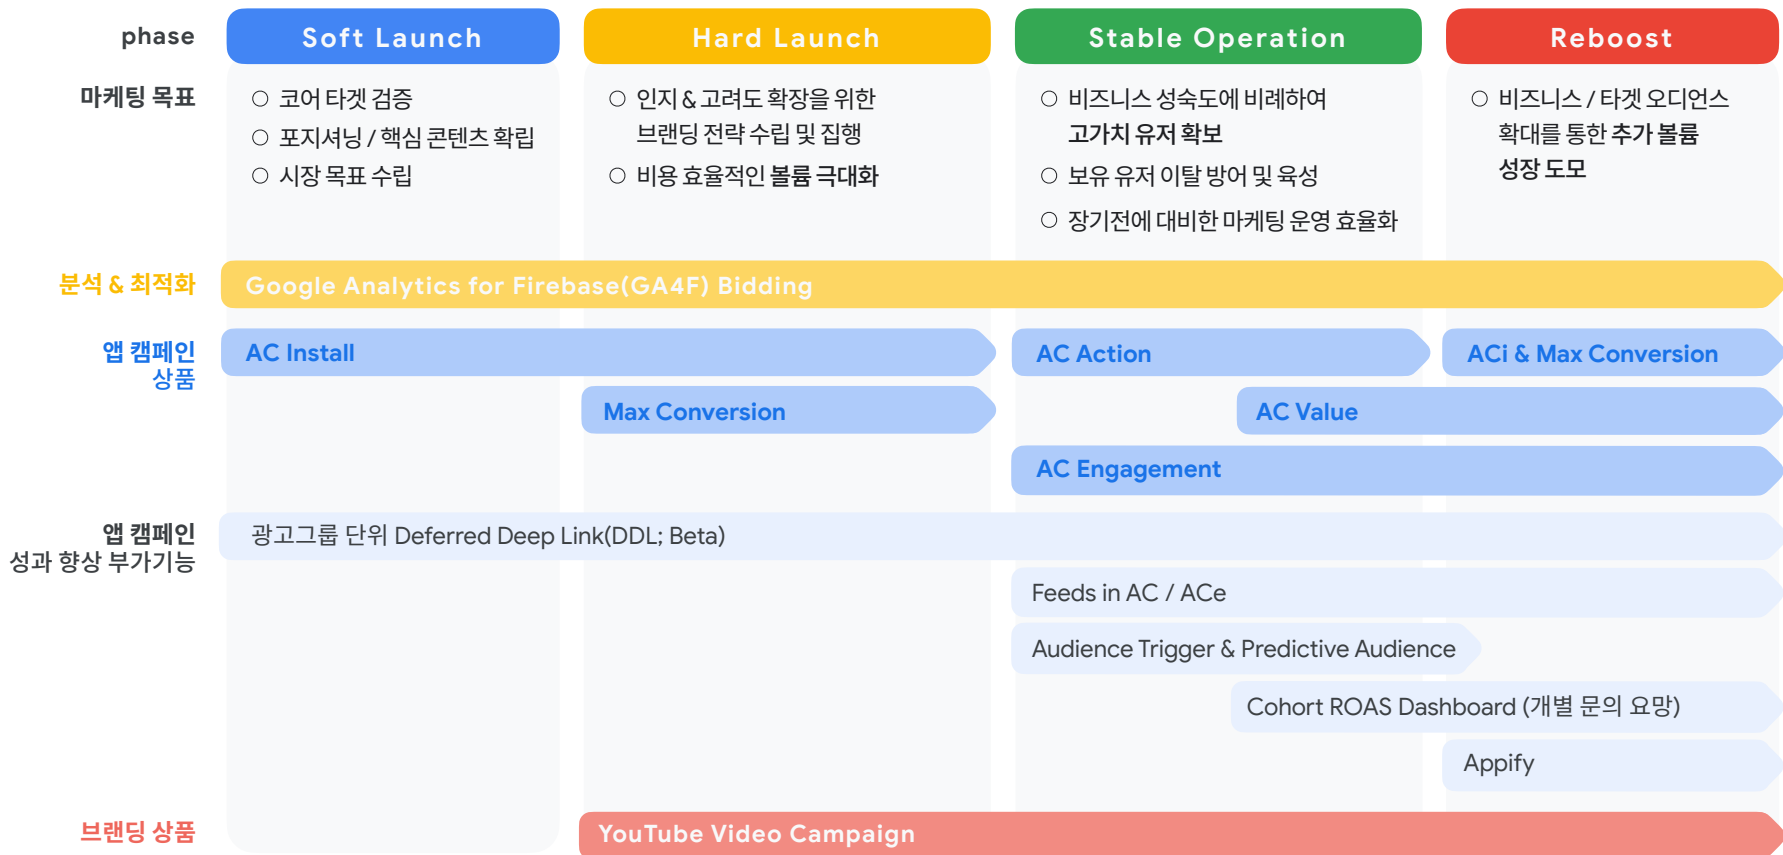 phase
Soft Launch
Hard Launch
Stable Operation
Reboost
마케팅 목표
○ 코어 타겟 검증
○ 포지셔닝 / 핵심 콘텐츠 확립
○ 시장 목표 수립
○ 인지 & 고려도 확장을 위한
브랜딩 전략 수립 및 집행
○ 비용 효율적인 볼륨 극대화
○ 비즈니스 성숙도에 비례하여
고가치 유저 확보
○ 보유 유저 이탈 방어 및 육성
○ 장기전에 대비한 마케팅 운영 효율화
○ 비즈니스 / 타겟 오디언스
확대를 통한 추가 볼륨
성장 도모
분석 & 최적화
Google Analytics for Firebase(GA4F) Bidding
앱 캠페인
상품
AC Install
AC Action
ACi & Max Conversion
Max Conversion
AC Value
AC Engagement
앱 캠페인
성과 향상 부가기능
광고그룹 단위 Deferred Deep Link(DDL; Beta)
Feeds in AC / ACe
Audience Trigger & Predictive Audience
Cohort ROAS Dashboard (개별 문의 요망)
Appify
브랜딩 상품
YouTube Video Campaign